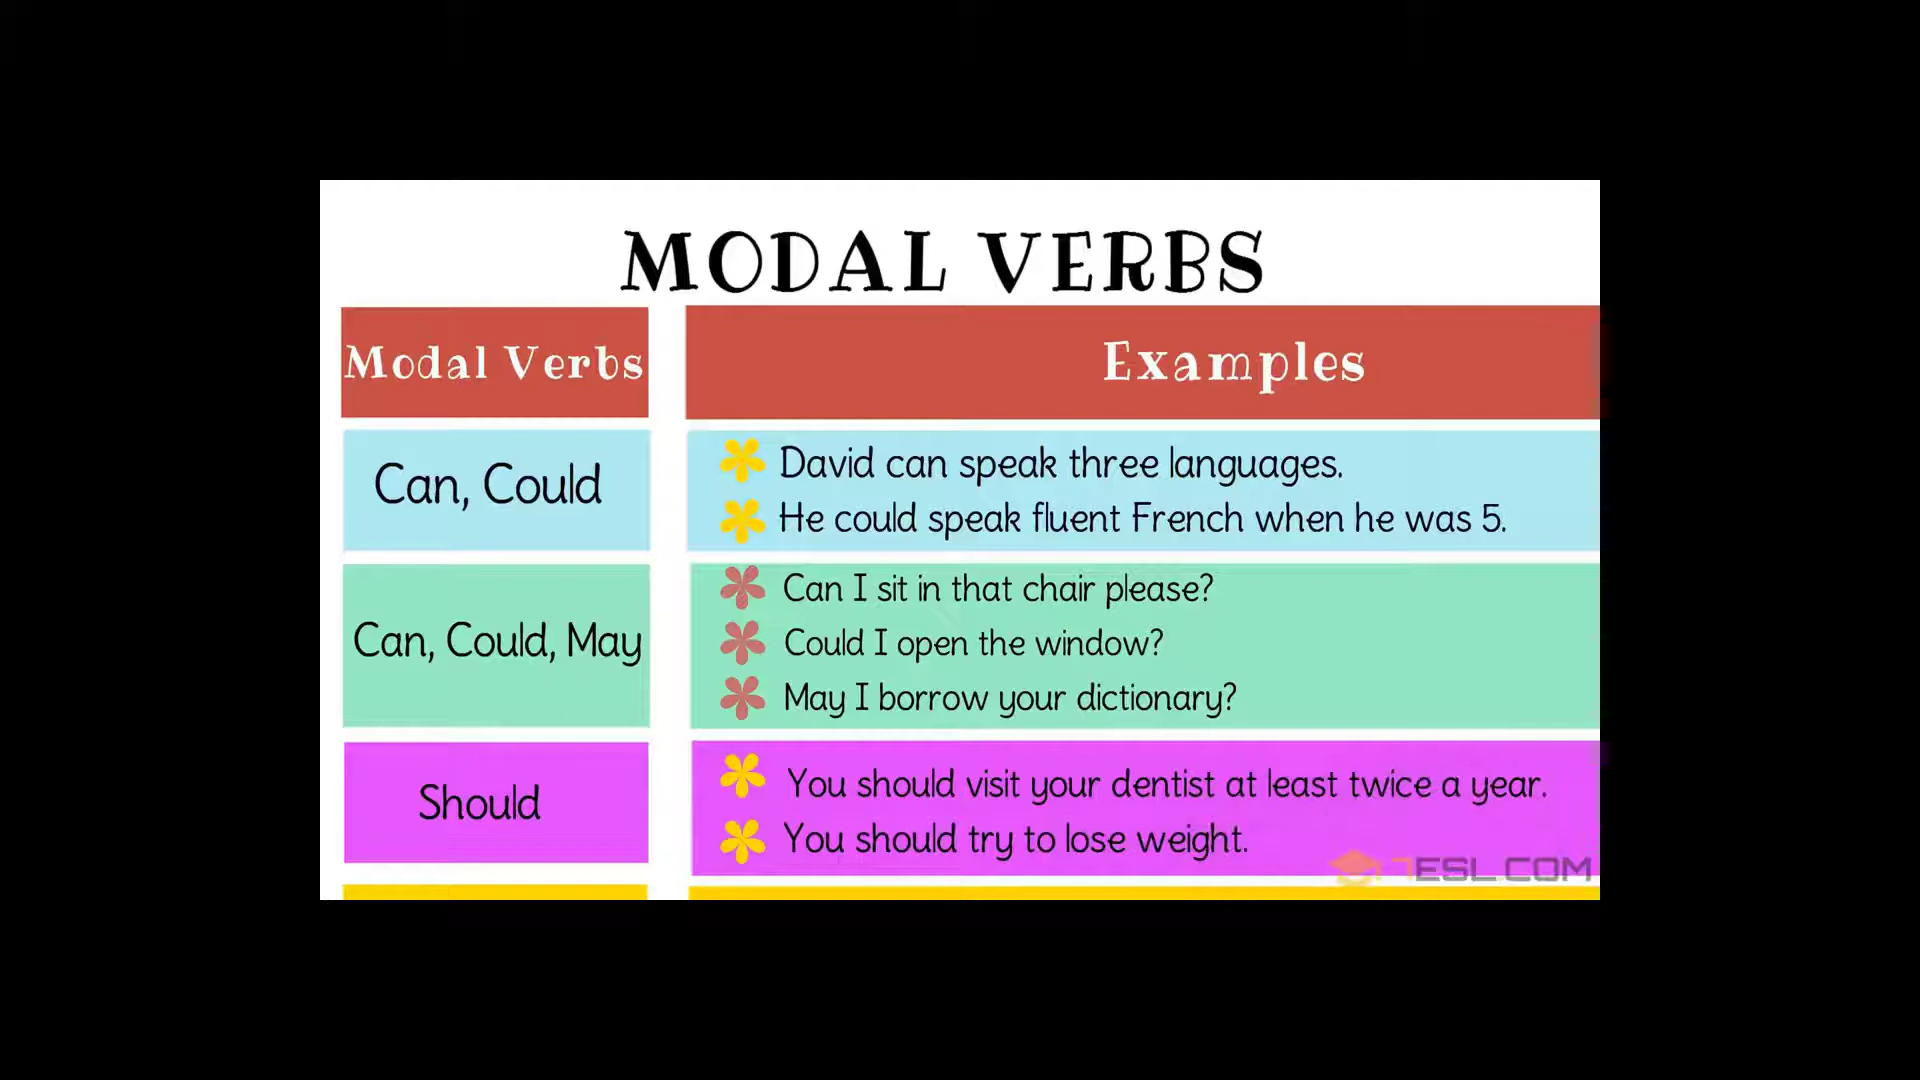 MODAL VERBS
Modal Verbs
Examples
Can, Could
David can speak three languages.
He could speak fluent French when he was 5.
Can, Could, May
Can I sit in that chair please?
Could I open the window?
May I borrow your dictionary?
Should
You should visit your dentist at least twice a year.
You should try to lose weight.
7ESL.COM